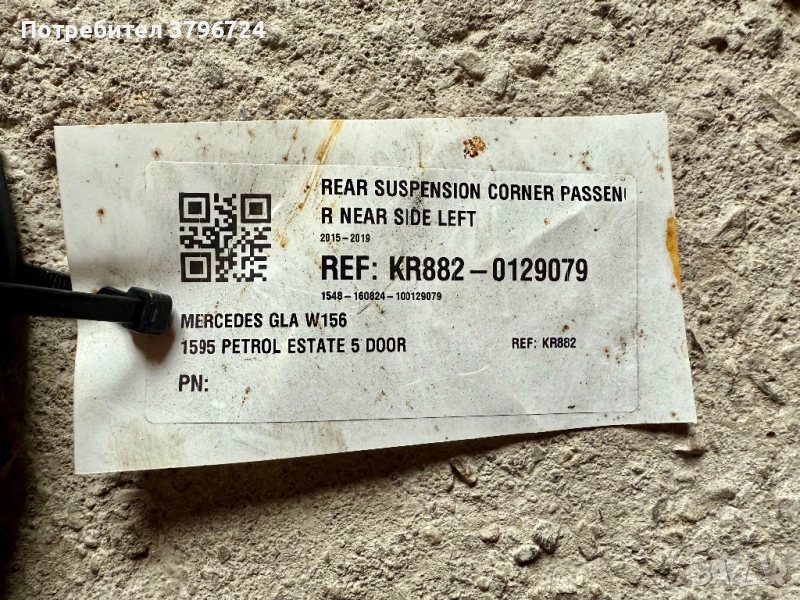 Потребител 3796724
REAR SUSPENSION CORNER PASSEN
R NEAR SIDE LEFT
2015-2019
REF: KR882-0129079
1548-160824-100129079
MERCEDES GLA W156
1595 PETROL ESTATE 5 DOOR REF: KR882
PN: